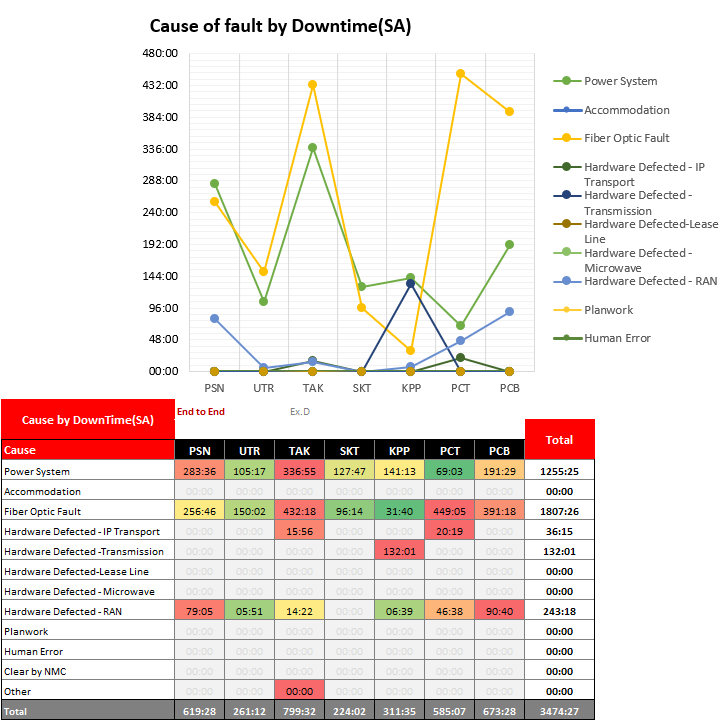 Cause of fault by Downtime(SA)
480:00
432:00
384:00
336:00
288:00
240:00
192:00
144:00
96:00
48:00
00:00
PSN UTR TAK SKT KPP PCT PCB
Power System
Accommodation
Fiber Optic Fault
Hardware Defected - IP
Transport
Hardware Defected -
Transmission
Hardware Defected-Lease
Line
Hardware Defected -
Microwave
Hardware Defected - RAN
Planwork
Human Error
Cause by DownTime(SA) End to End Ex.D Total
Cause PSN UTR TAK SKT KPP PCT PCB
Power System 283:36 105:17 336:55 127:47 141:13 69:03 191:29 1255:25
Accommodation 00:00 00:00 00:00 00:00 00:00 00:00 00:00 00:00
Fiber Optic Fault 256:46 150:02 432:18 96:14 31:40 449:05 391:18 1807:26
Hardware Defected - IP Transport 00:00 00:00 15:56 00:00 00:00 20:19 00:00 36:15
Hardware Defected -Transmission 00:00 00:00 00:00 00:00 132:01 00:00 00:00 132:01
Hardware Defected-Lease Line 00:00 00:00 00:00 00:00 00:00 00:00 00:00 00:00
Hardware Defected - Microwave 00:00 00:00 00:00 00:00 00:00 00:00 00:00 00:00
Hardware Defected - RAN 79:05 05:51 14:22 00:00 06:39 46:38 90:40 243:18
Planwork 00:00 00:00 00:00 00:00 00:00 00:00 00:00 00:00
Human Error 00:00 00:00 00:00 00:00 00:00 00:00 00:00 00:00
Clear by NMC 00:00 00:00 00:00 00:00 00:00 00:00 00:00 00:00
Other 00:00 00:00 00:00 00:00 00:00 00:00 00:00 00:00
Total 619:28 261:12 799:32 224:02 311:35 585:07 673:28 3474:27